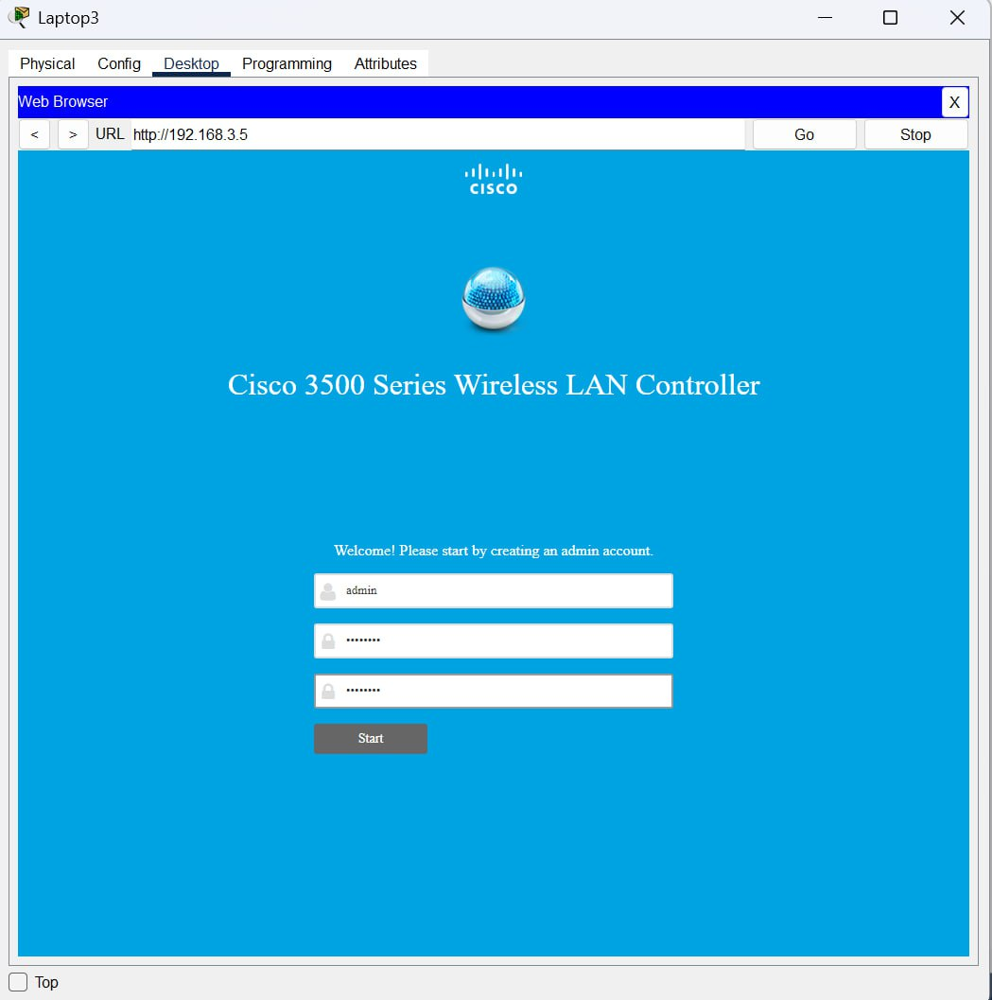 Laptop3
Physical Config Desktop Programming Attributes
Web Browser X
< > URL http://192.168.3.5 Go Stop
CISCO
Cisco 3500 Series Wireless LAN Controller
Welcome! Please start by creating an admin account.
admin
••••••••
••••••••
Start
Top